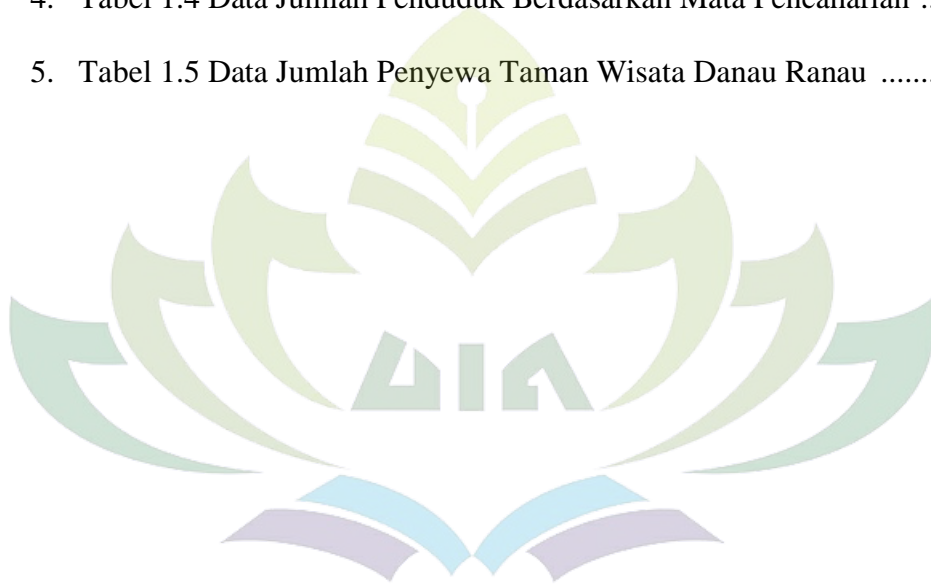 4. Tabel 1.4 Data Jumlah Penduduk Berdasarkan Mata Pencaharian ..
5. Tabel 1.5 Data Jumlah Penyewa Taman Wisata Danau Ranau .......
UIN